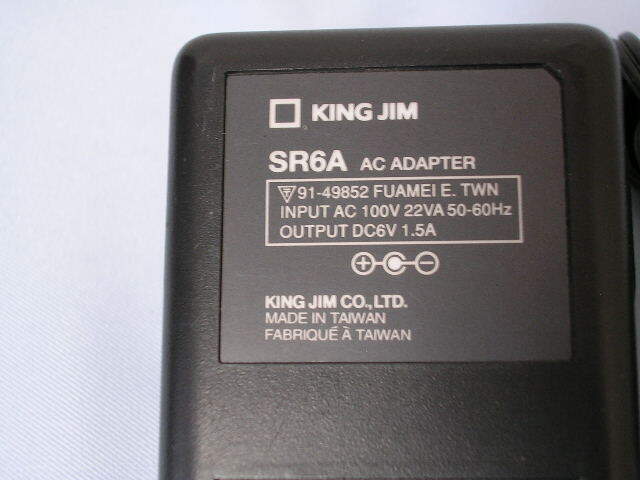 KING JIM
SR6A AC ADAPTER
91-49852 FUAMEI E. TWN
INPUT AC 100V 22VA 50-60Hz
OUTPUT DC6V 1.5A
KING JIM CO.,LTD.
MADE IN TAIWAN
FABRIQUÉ À TAIWAN